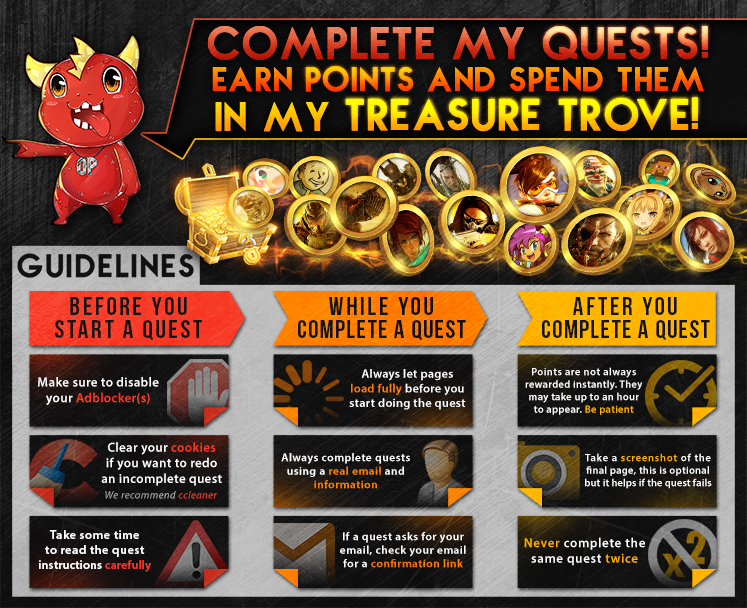 COMPLETE MY QUESTS!
EARN POINTS AND SPEND THEM
IN MY TREASURE TROVE!
OP
GUIDELINES
BEFORE YOU
START A QUEST
Make sure to disable
your Adblocker(s)
Clear your cookies
if you want to redo
an incomplete quest
We recommend ccleaner
Take some time
to read the quest
instructions carefully
WHILE YOU
COMPLETE A QUEST
Always let pages
load fully before you
start doing the quest
Always complete quests
using a real email and
information
If a quest asks for your
email, check your email
for a confirmation link
AFTER YOU
COMPLETE A QUEST
Points are not always
rewarded instantly. They
may take up to an hour
to appear. Be patient
Take a screenshot of the
final page, this is optional
but it helps if the quest fails
Never complete the
same quest twice
x2